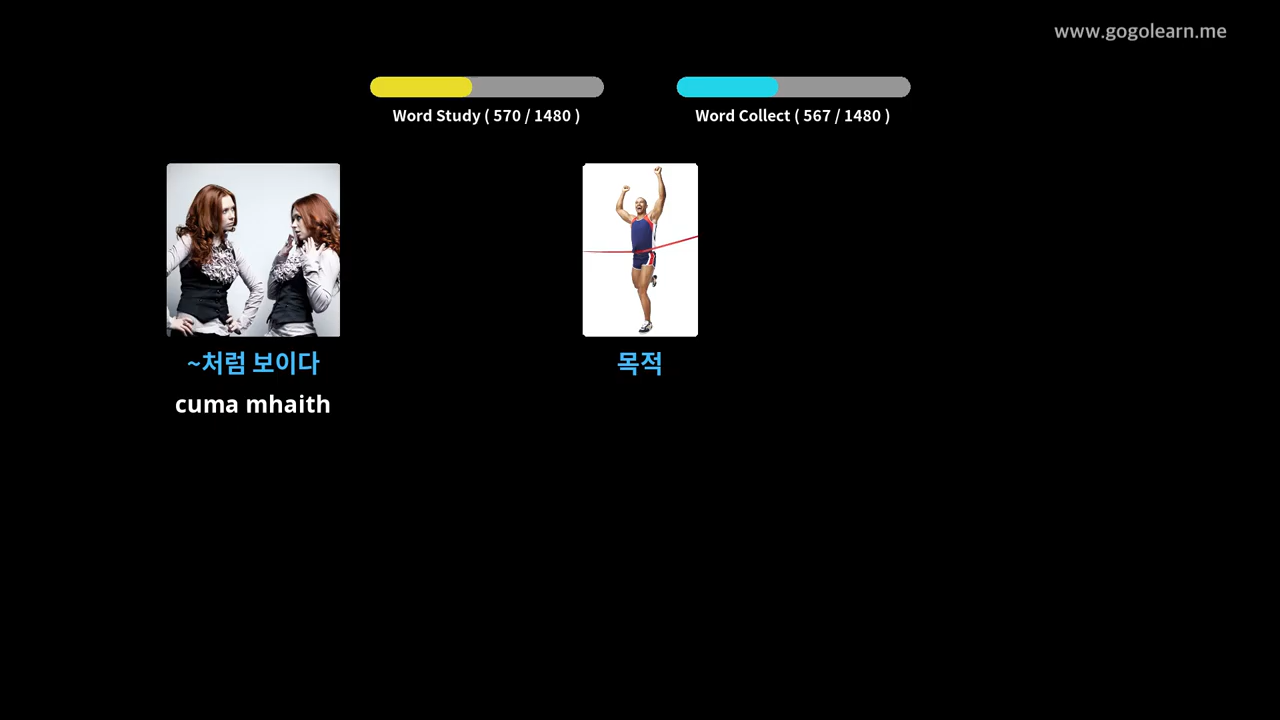 www.gogolearn.me
Word Study ( 570 / 1480 )
Word Collect ( 567 / 1480 )
~처럼 보이다
목적
cuma mhaith